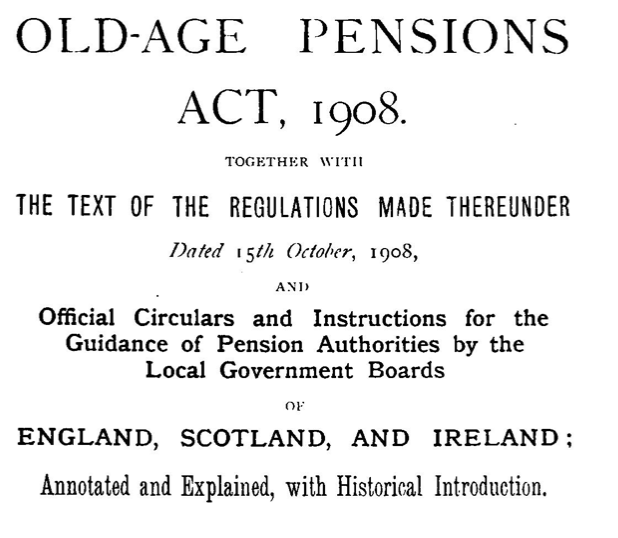 OLD-AGE PENSIONS
ACT, 1908.
TOGETHER WITH
THE TEXT OF THE REGULATIONS MADE THEREUNDER
Dated 15th October, 1908,
AND
Official Circulars and Instructions for the
Guidance of Pension Authorities by the
Local Government Boards
OF
ENGLAND, SCOTLAND, AND IRELAND;
Annotated and Explained, with Historical Introduction.